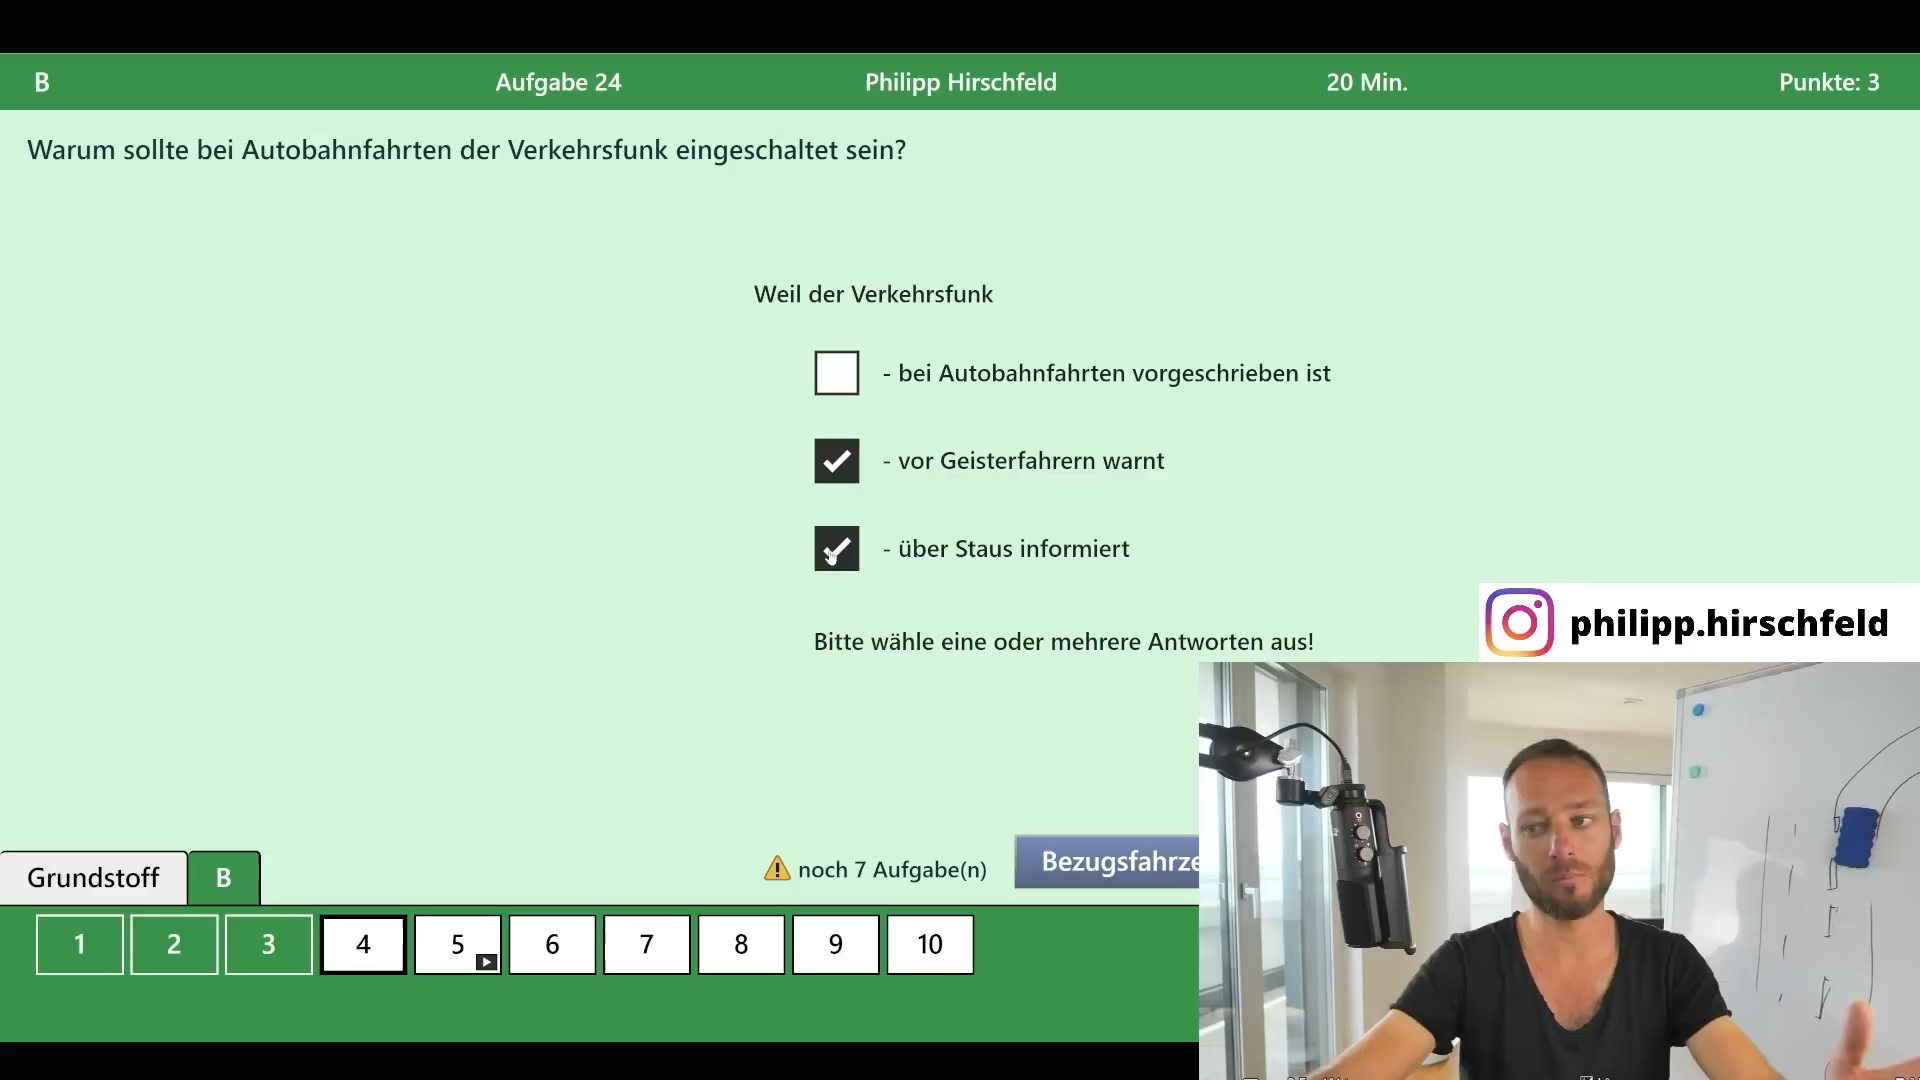 B
Aufgabe 24
Philipp Hirschfeld
20 Min.
Punkte: 3
Warum sollte bei Autobahnfahrten der Verkehrsfunk eingeschaltet sein?
Weil der Verkehrsfunk
- bei Autobahnfahrten vorgeschrieben ist
- vor Geisterfahrern warnt
- über Staus informiert
Bitte wähle eine oder mehrere Antworten aus!
philipp.hirschfeld
Grundstoff
B
noch 7 Aufgabe(n)
Bezugsfahrze
1
2
3
4
5
6
7
8
9
10